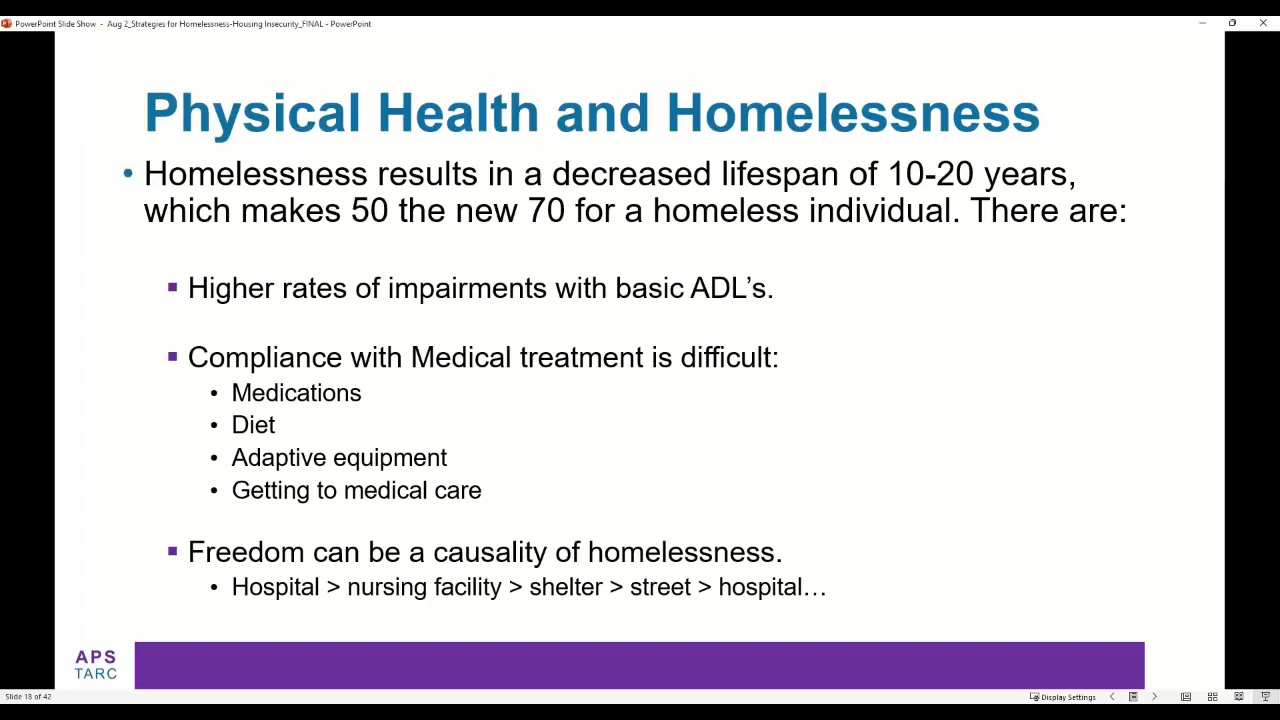 PowerPoint Slide Show - Aug 2_Strategies for Homelessness-Housing Insecurity_FINAL - PowerPoint
Physical Health and Homelessness
• Homelessness results in a decreased lifespan of 10-20 years,
which makes 50 the new 70 for a homeless individual. There are:
▪ Higher rates of impairments with basic ADL’s.
▪ Compliance with Medical treatment is difficult:
• Medications
• Diet
• Adaptive equipment
• Getting to medical care
▪ Freedom can be a causality of homelessness.
• Hospital > nursing facility > shelter > street > hospital…
APS
TARC
Slide 18 of 42
Display Settings